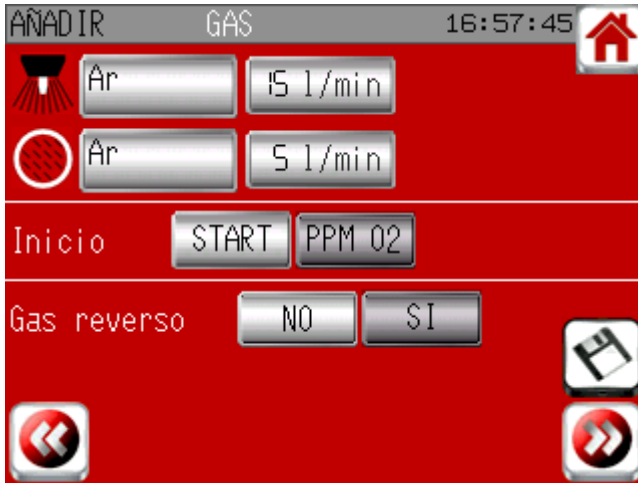 AÑADIR GAS 16:57:45
Ar 15 l/min
Ar 5 l/min
Inicio START PPM O2
Gas reverso NO SI